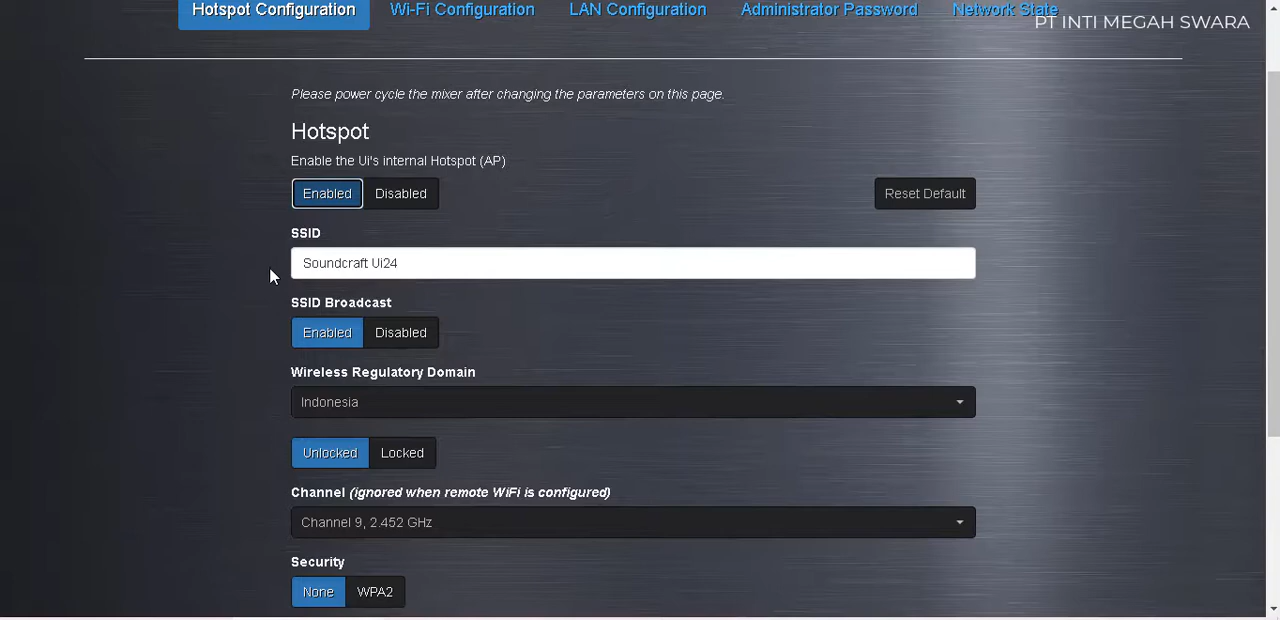 Hotspot Configuration Wi-Fi Configuration LAN Configuration Administrator Password Network State
PT INTI MEGAH SWARA
Please power cycle the mixer after changing the parameters on this page.
Hotspot
Enable the Ui's internal Hotspot (AP)
Enabled Disabled Reset Default
SSID
Soundcraft Ui24
SSID Broadcast
Enabled Disabled
Wireless Regulatory Domain
Indonesia
Unlocked Locked
Channel (ignored when remote WiFi is configured)
Channel 9, 2.452 GHz
Security
None WPA2